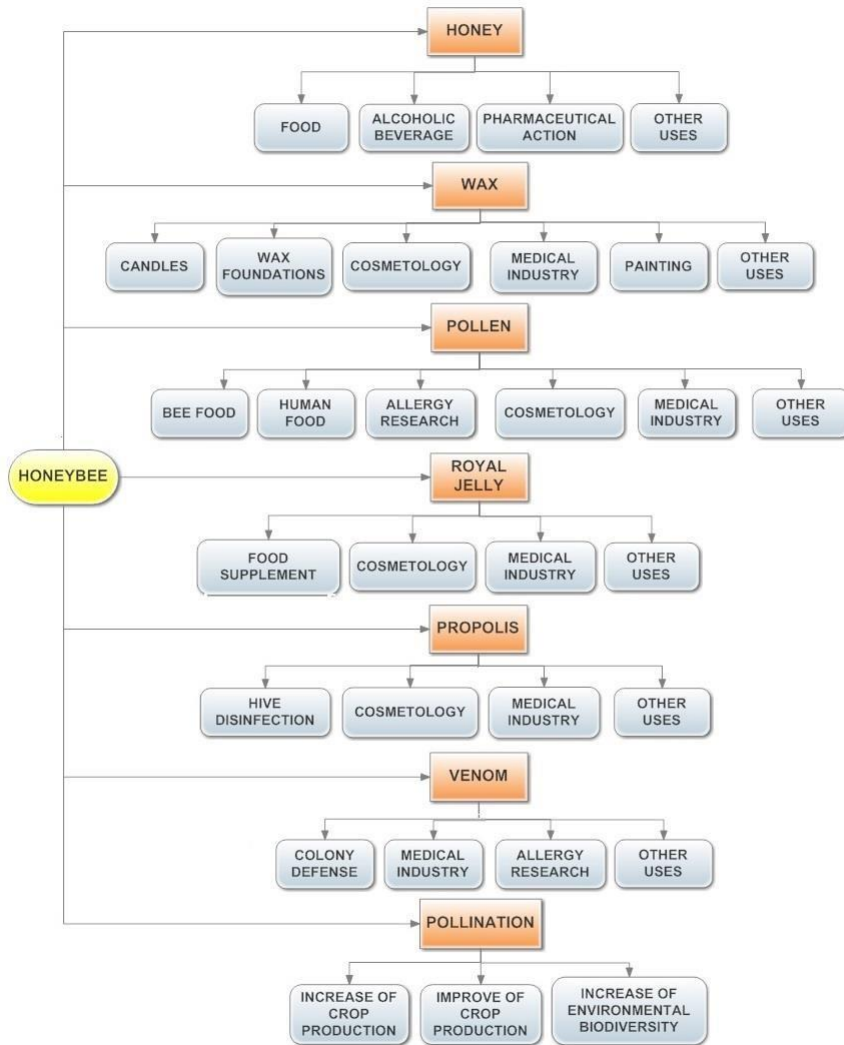 HONEY
FOOD
ALCOHOLIC
BEVERAGE
PHARMACEUTICAL
ACTION
OTHER
USES
WAX
CANDLES
WAX
FOUNDATIONS
COSMETOLOGY
MEDICAL
INDUSTRY
PAINTING
OTHER
USES
POLLEN
BEE FOOD
HUMAN
FOOD
ALLERGY
RESEARCH
COSMETOLOGY
MEDICAL
INDUSTRY
OTHER
USES
HONEYBEE
ROYAL
JELLY
FOOD
SUPPLEMENT
COSMETOLOGY
MEDICAL
INDUSTRY
OTHER
USES
PROPOLIS
HIVE
DISINFECTION
COSMETOLOGY
MEDICAL
INDUSTRY
OTHER
USES
VENOM
COLONY
DEFENSE
MEDICAL
INDUSTRY
ALLERGY
RESEARCH
OTHER
USES
POLLINATION
INCREASE OF
CROP
PRODUCTION
IMPROVE OF
CROP
PRODUCTION
INCREASE OF
ENVIRONMENTAL
BIODIVERSITY